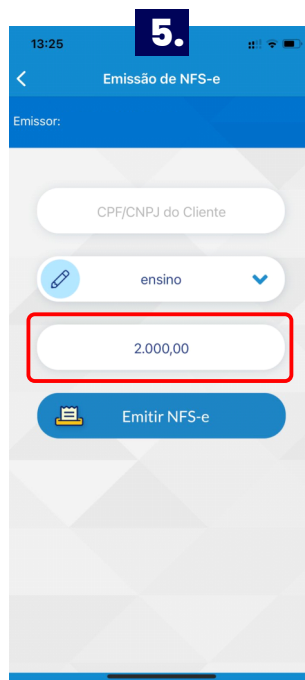 5.
13:25
Emissão de NFS-e
Emissor:
CPF/CNPJ do Cliente
ensino
2.000,00
Emitir NFS-e